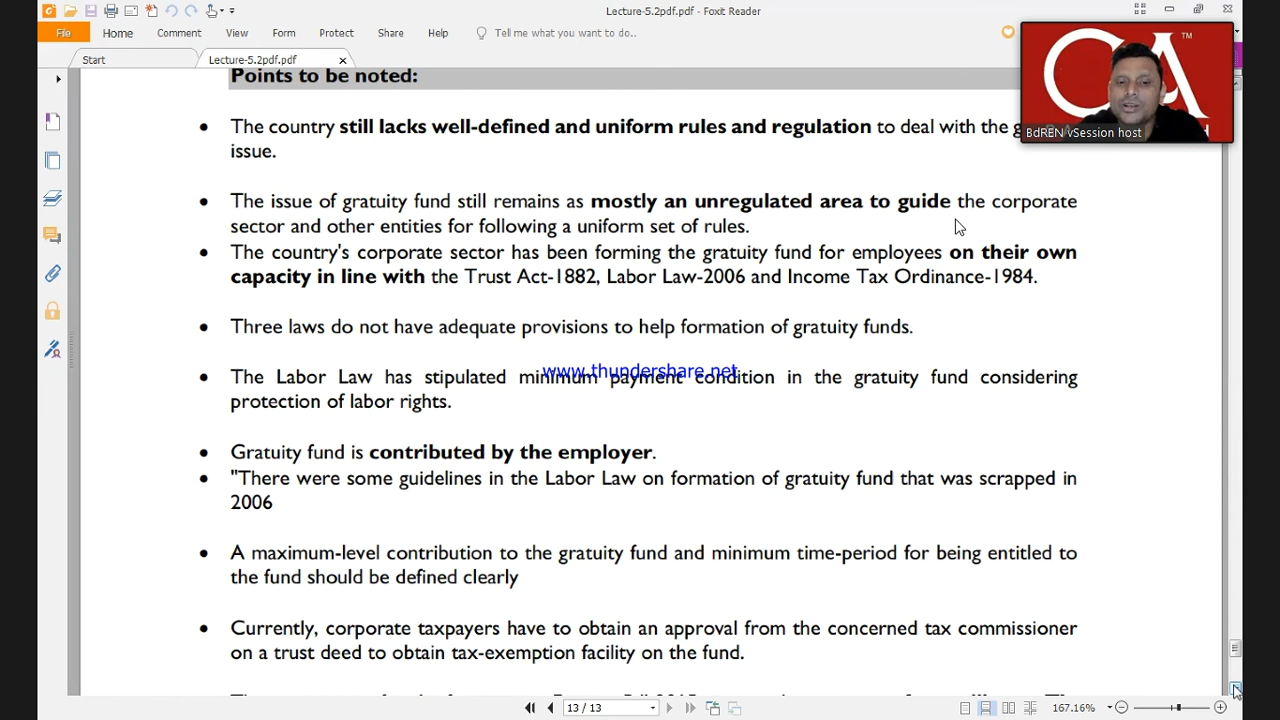 Lecture-5.2pdf.pdf - Foxit Reader
File Home Comment View Form Protect Share Help Tell me what you want to do..
Start Lecture-5.2pdf.pdf
CA
TM
BdREN vSession host
Points to be noted:
• The country still lacks well-defined and uniform rules and regulation to deal with the
issue.
• The issue of gratuity fund still remains as mostly an unregulated area to guide the corporate
sector and other entities for following a uniform set of rules.
• The country's corporate sector has been forming the gratuity fund for employees on their own
capacity in line with the Trust Act-1882, Labor Law-2006 and Income Tax Ordinance-1984.
• Three laws do not have adequate provisions to help formation of gratuity funds.
www.thundershare.net
• The Labor Law has stipulated minimum payment condition in the gratuity fund considering
protection of labor rights.
• Gratuity fund is contributed by the employer.
• "There were some guidelines in the Labor Law on formation of gratuity fund that was scrapped in
2006
• A maximum-level contribution to the gratuity fund and minimum time-period for being entitled to
the fund should be defined clearly
• Currently, corporate taxpayers have to obtain an approval from the concerned tax commissioner
on a trust deed to obtain tax-exemption facility on the fund.
13 / 13
167.16%